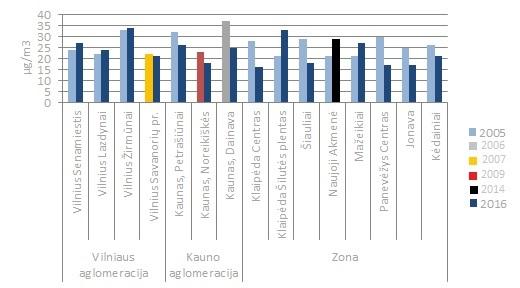 µg/m3
40
35
30
25
20
15
10
5
0
Vilnius Senamiestis
Vilnius Lazdynai
Vilnius Žirmūnai
Vilnius Savanorių pr.
Kaunas, Petrašiūnai
Kaunas, Noreikiškės
Kaunas, Dainava
Klaipėda Centras
Klaipėda Šilutės plentas
Šiauliai
Naujoji Akmenė
Mažeikiai
Panevėžys Centras
Jonava
Kėdainiai
Vilniaus
aglomeracija
Kauno
aglomeracija
Zona
2005
2006
2007
2009
2014
2016